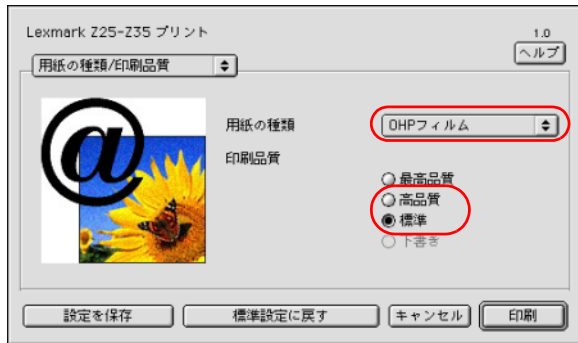 Lexmark Z25-Z35 プリント
1.0
ヘルプ
用紙の種類/印刷品質
用紙の種類
OHPフィルム
印刷品質
最高品質
高品質
標準
下書き
設定を保存
標準設定に戻す
キャンセル
印刷
@